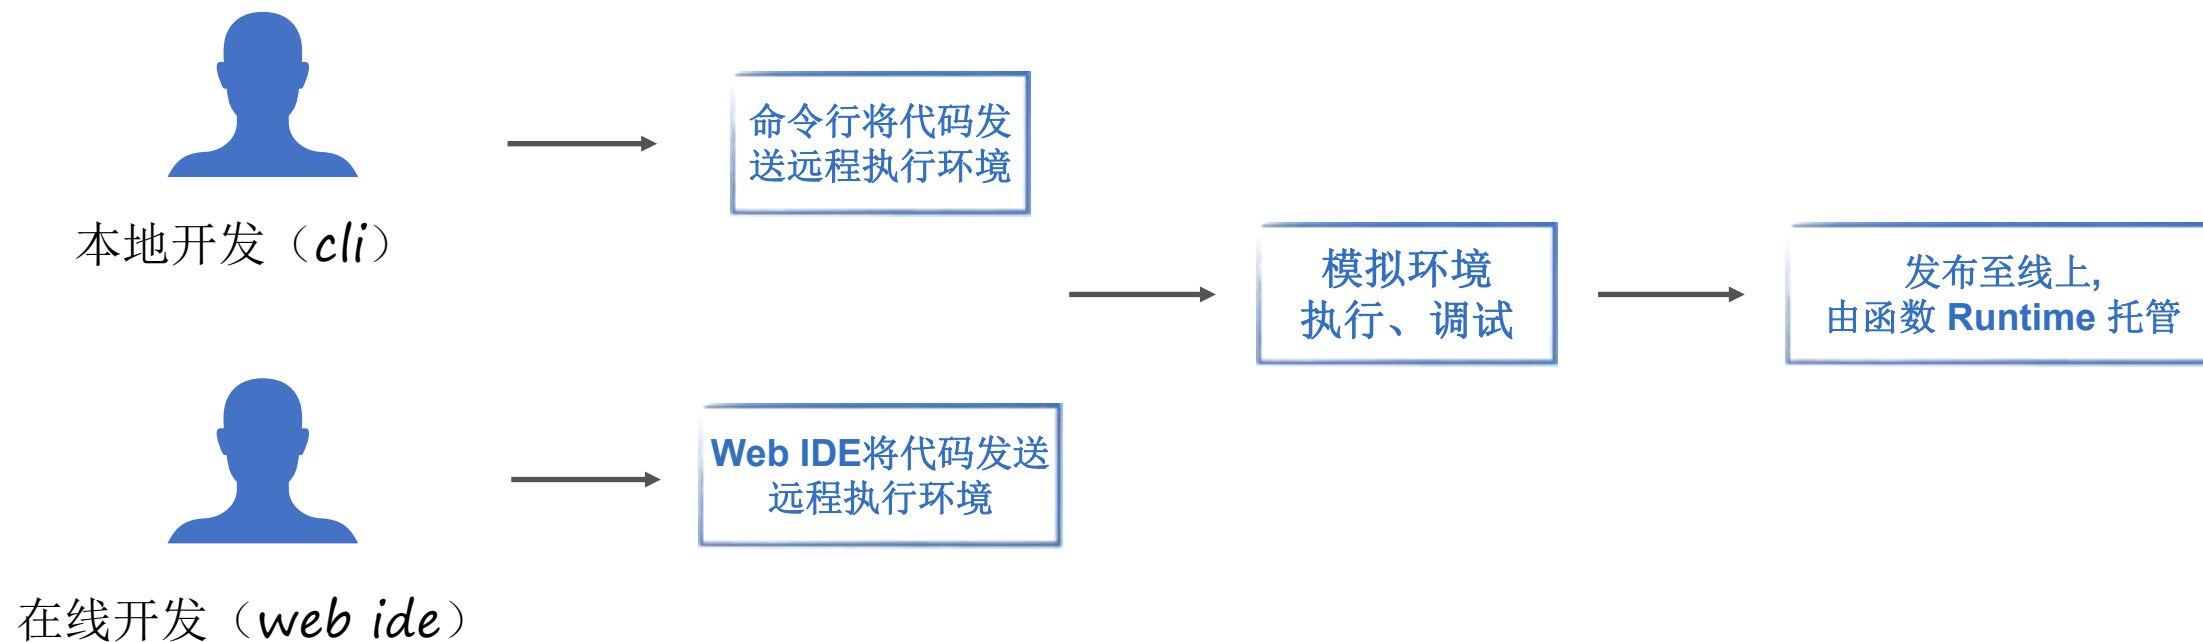 命令行将代码发
送远程执行环境
本地开发（cli）
模拟环境
执行、调试
发布至线上,
由函数 Runtime 托管
Web IDE将代码发送
远程执行环境
在线开发（web ide）